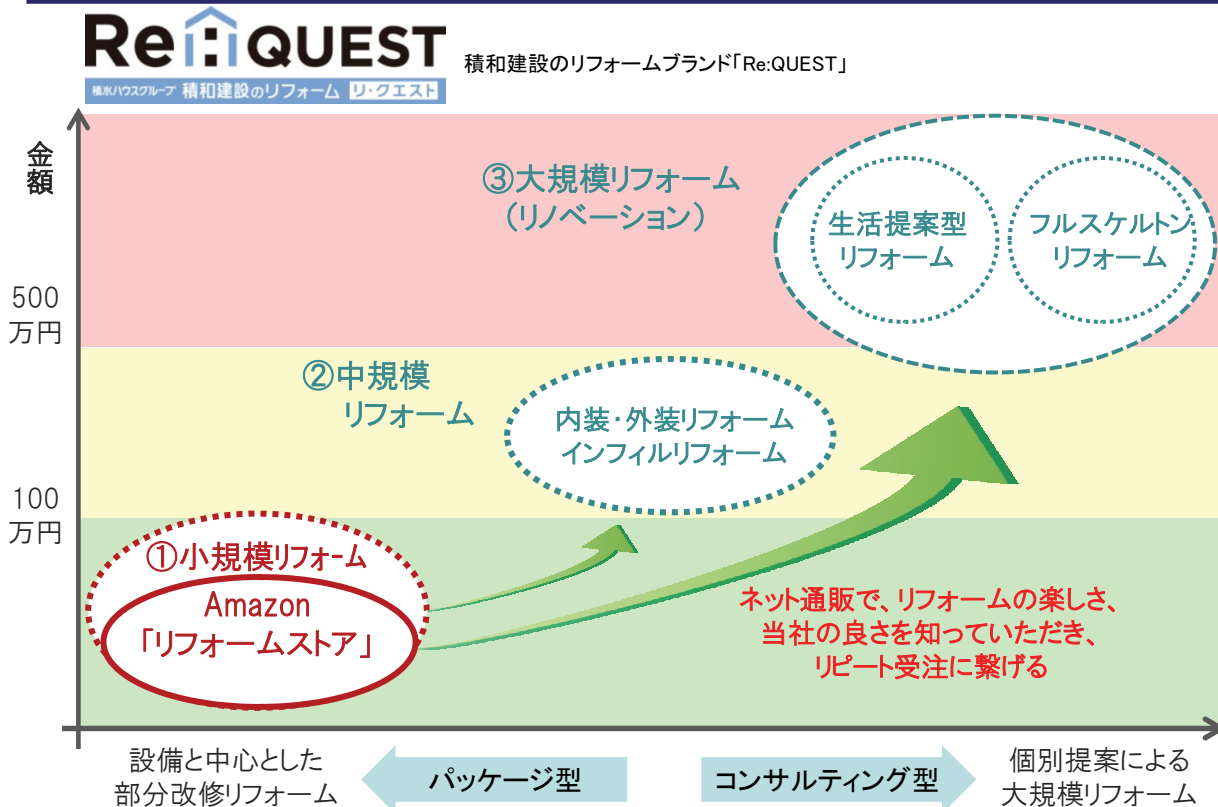 Re:QUEST
積水ハウスグループ 積和建設のリフォーム リ・クエスト
積和建設のリフォームブランド「Re:QUEST」
金額
500
万円
100
万円
③大規模リフォーム
（リノベーション）
生活提案型
リフォーム
フルスケルトン
リフォーム
②中規模
リフォーム
内装・外装リフォーム
インフィルリフォーム
①小規模リフォーム
Amazon
「リフォームストア」
ネット通販で、リフォームの楽しさ、
当社の良さを知っていただき、
リピート受注に繋げる
設備と中心とした
部分改修リフォーム
パッケージ型
コンサルティング型
個別提案による
大規模リフォーム